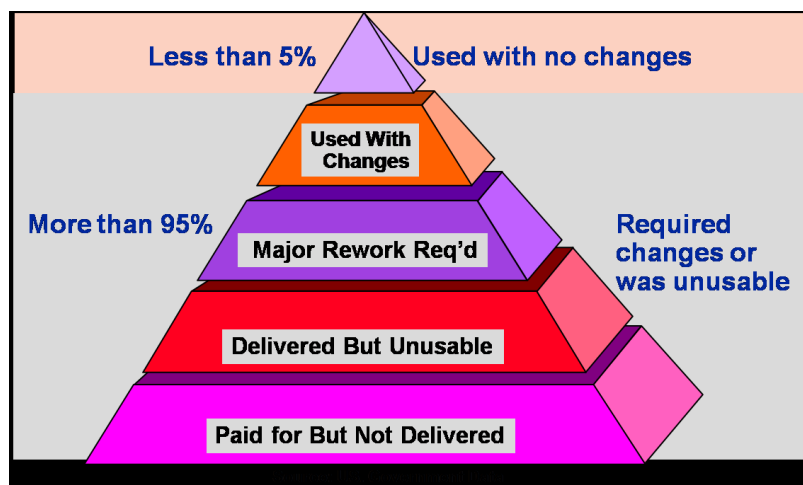 Less than 5%
Used with no changes
Used With
Changes
More than 95%
Major Rework Req'd
Required
changes or
was unusable
Delivered But Unusable
Paid for But Not Delivered